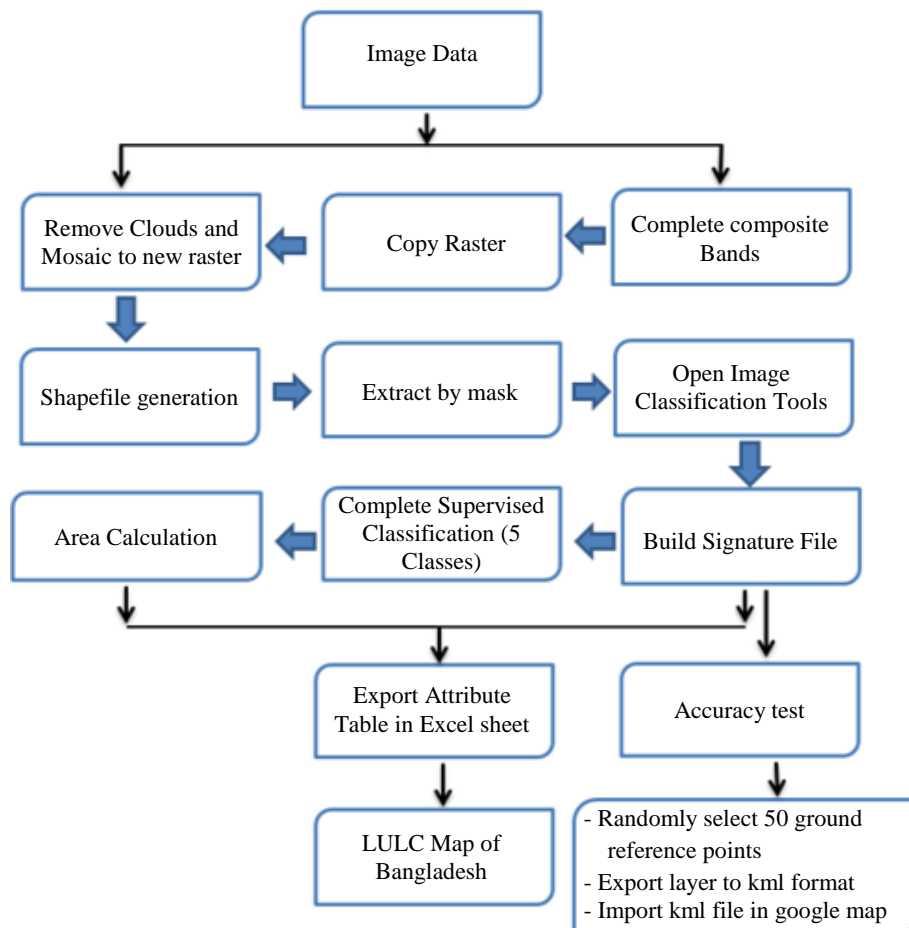 Image Data
Remove Clouds and
Mosaic to new raster
Copy Raster
Complete composite
Bands
Shapefile generation
Extract by mask
Open Image
Classification Tools
Area Calculation
Complete Supervised
Classification (5
Classes)
Build Signature File
Export Attribute
Table in Excel sheet
Accuracy test
LULC Map of
Bangladesh
- Randomly select 50 ground
reference points
- Export layer to kml format
- Import kml file in google map